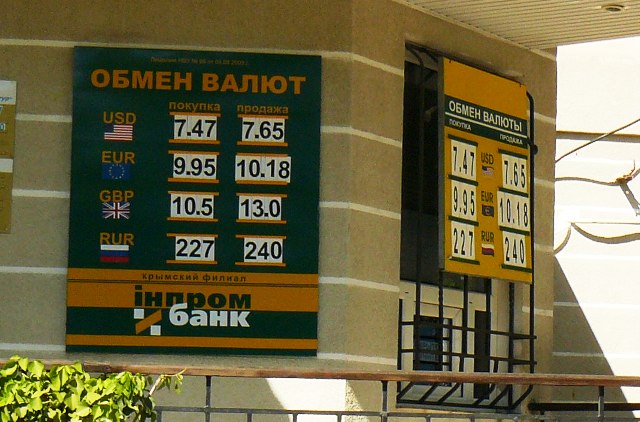 ОБМЕН ВАЛЮТ
покупка продажа
USD 7.47 7.65
EUR 9.95 10.18
GBP 10.5 13.0
RUR 227 240
крымский филиал
інпром
банк
ОБМЕН ВАЛЮТЫ
ПОКУПКА ПРОДАЖА
7.47 USD 7.65
9.95 EUR 10.18
227 RUR 240